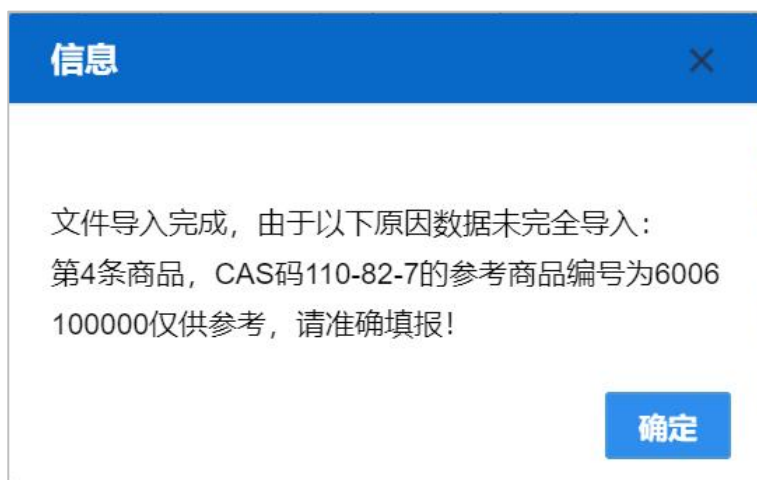 信息
文件导入完成，由于以下原因数据未完全导入：
第4条商品，CAS码110-82-7的参考商品编号为6006
100000仅供参考，请准确填报！
确定